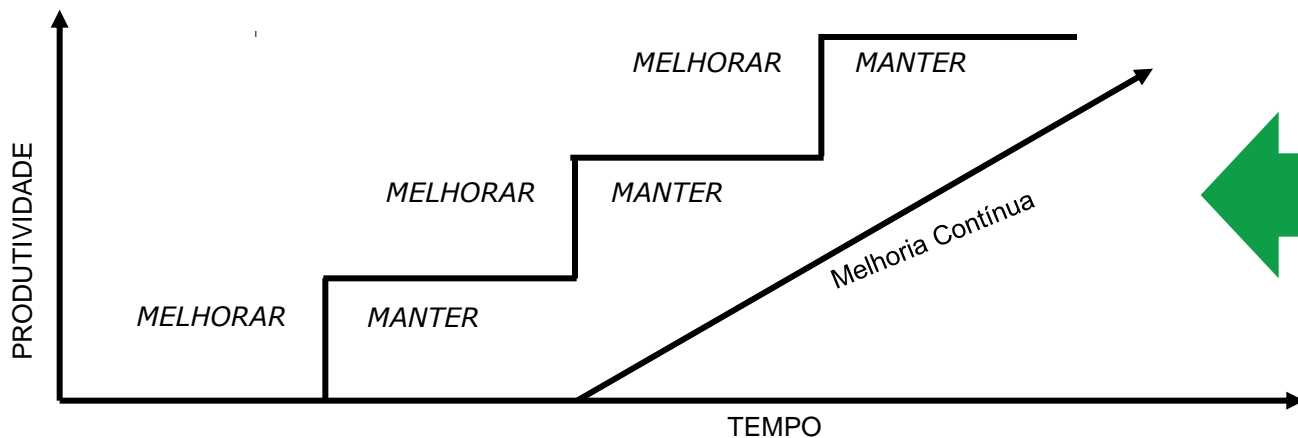 MELHORAR
MANTER
MELHORAR
MANTER
Melhoria Contínua
MELHORAR
MANTER
PRODUTIVIDADE
TEMPO